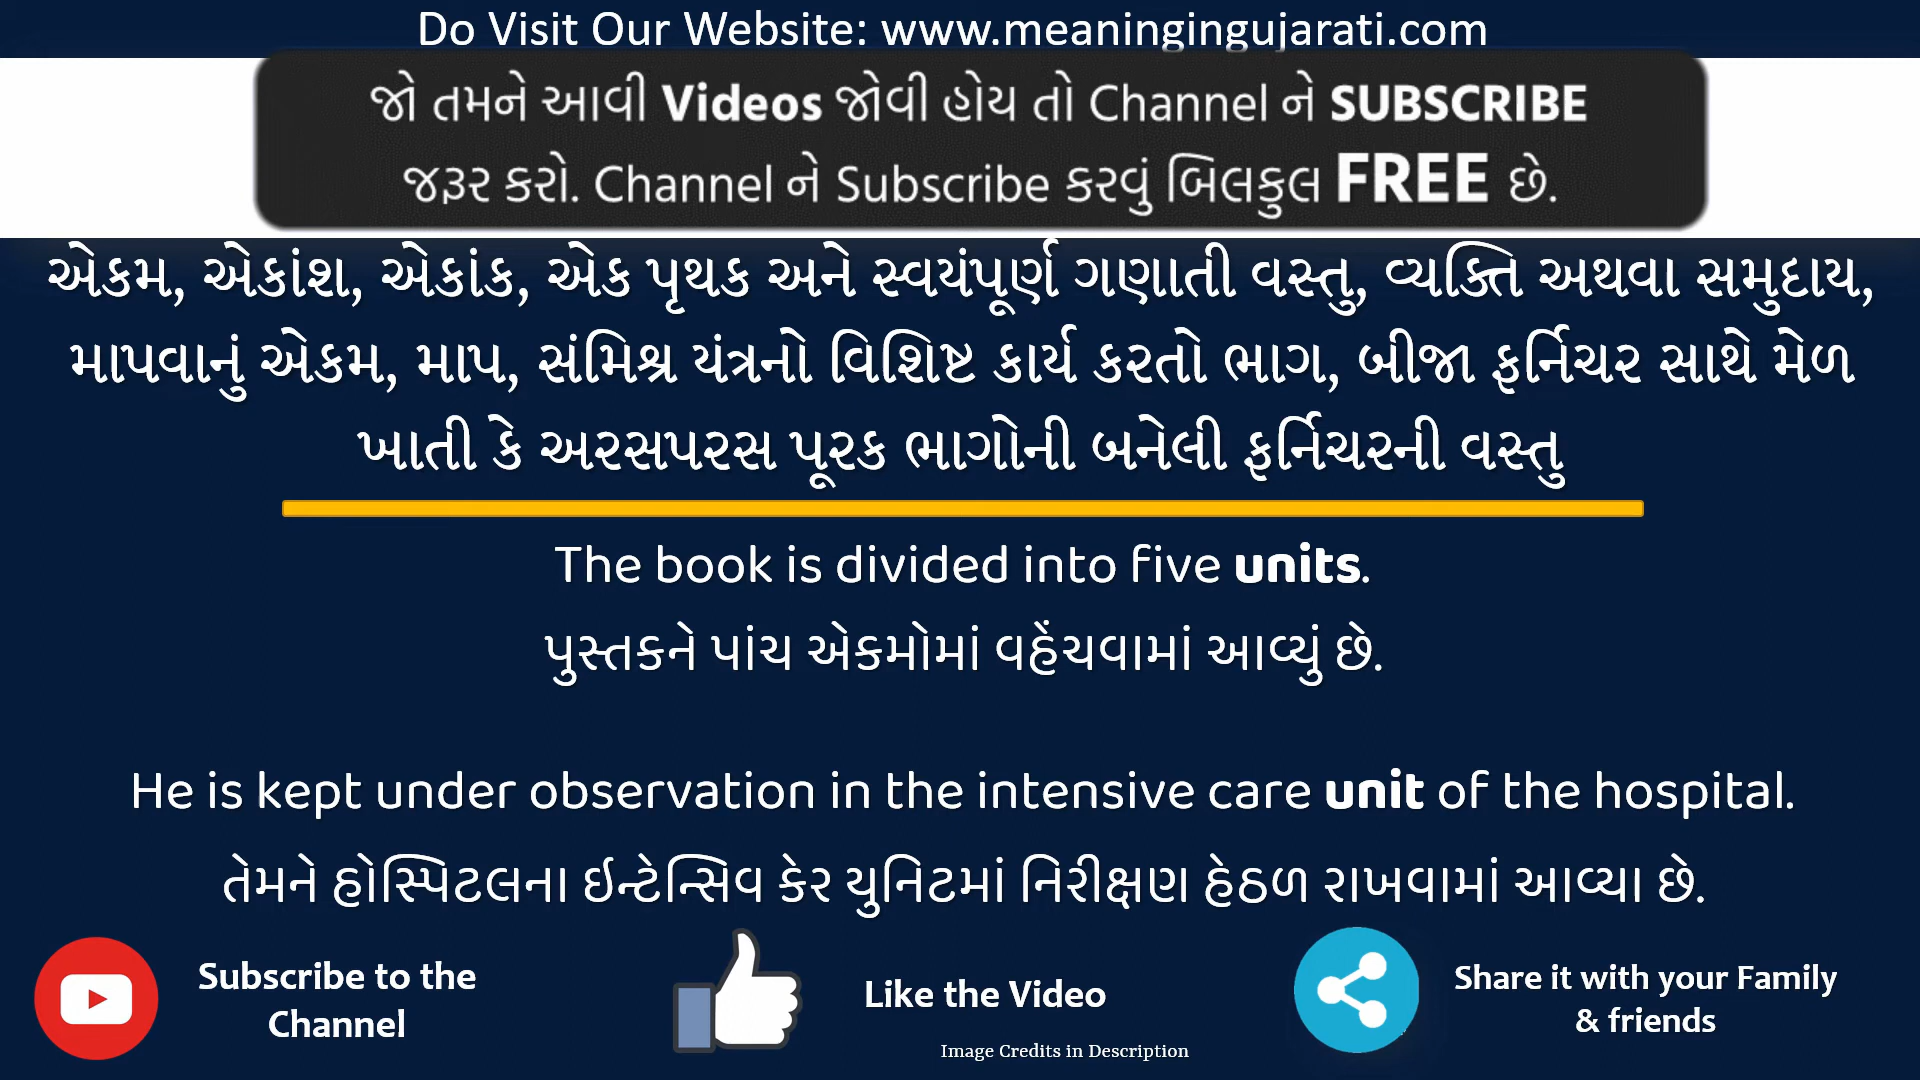 Do Visit Our Website: www.meaningingujarati.com
જો તમને આવી Videos જોવી હોય તો Channel ને SUBSCRIBE
જરૂર કરો. Channel ને Subscribe કરવું બિલકુલ FREE છે.
એકમ, એકાંશ, એકાંક, એક પૃથક અને સ્વયંપૂર્ણ ગણાતી વસ્તુ, વ્યક્તિ અથવા સમુદાય,
માપવાનું એકમ, માપ, સંમિશ્ર યંત્રનો વિશિષ્ટ કાર્ય કરતો ભાગ, બીજા ફર્નિચર સાથે મેળ
ખાતી કે અરસપરસ પૂરક ભાગોની બનેલી ફર્નિચરની વસ્તુ
The book is divided into five units.
પુસ્તકને પાંચ એકમોમાં વહેંચવામાં આવ્યું છે.
He is kept under observation in the intensive care unit of the hospital.
તેમને હોસ્પિટલના ઇન્ટેન્સિવ કેર યુનિટમાં નિરીક્ષણ હેઠળ રાખવામાં આવ્યા છે.
Subscribe to the
Channel
Like the Video
Share it with your Family
& friends
Image Credits in Description